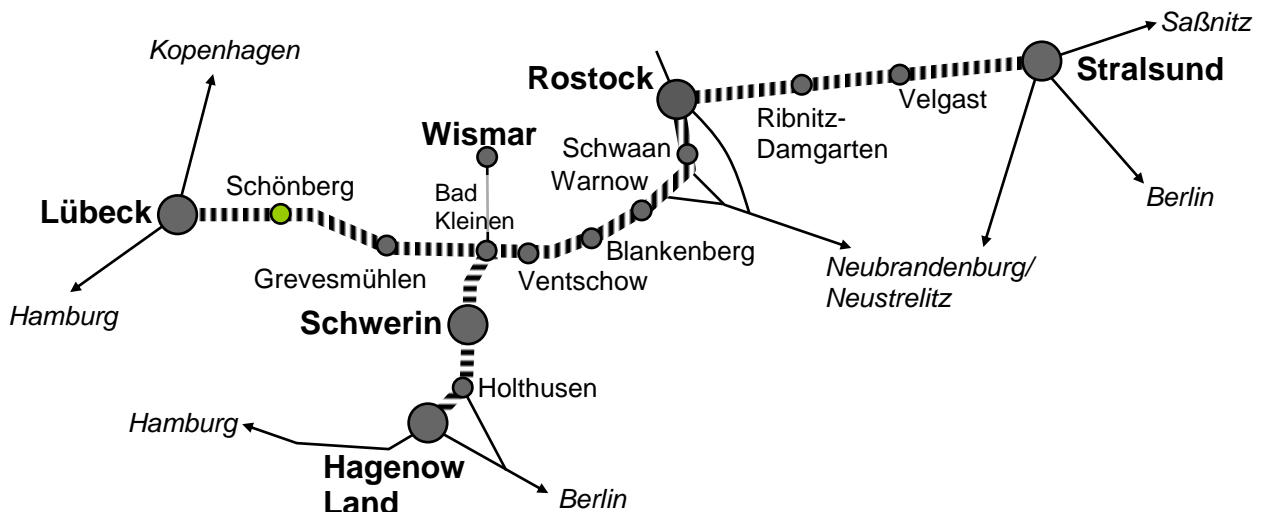 Saßnitz
Kopenhagen
Rostock
Stralsund
Velgast
Ribnitz-
Damgarten
Wismar
Schwaan
Warnow
Schönberg
Bad
Kleinen
Lübeck
Berlin
Blankenberg
Grevesmühlen
Ventschow
Neubrandenburg/
Neustrelitz
Hamburg
Schwerin
Holthusen
Hamburg
Hagenow
Land
Berlin